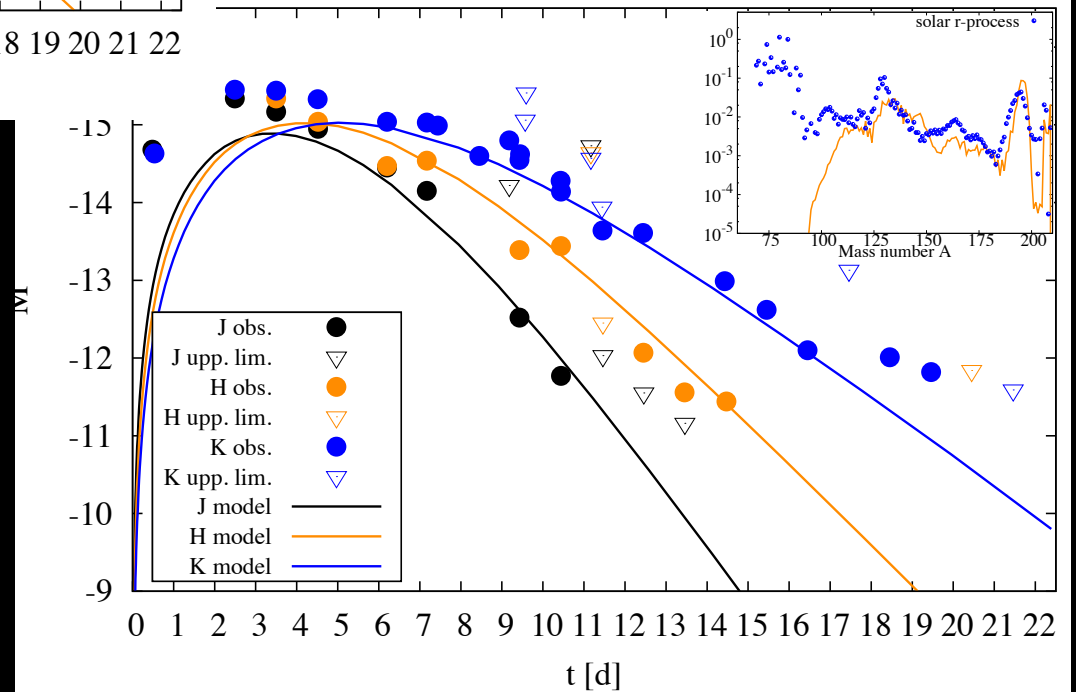 8 19 20 21 22
solar r-process
10^0
10^-1
10^-2
10^-3
10^-4
10^-5
75 100 125 150 175 200
Mass number A
M
-15
-14
-13
-12
-11
-10
-9
J obs.
J upp. lim.
H obs.
H upp. lim.
K obs.
K upp. lim.
J model
H model
K model
0 1 2 3 4 5 6 7 8 9 10 11 12 13 14 15 16 17 18 19 20 21 22
t [d]